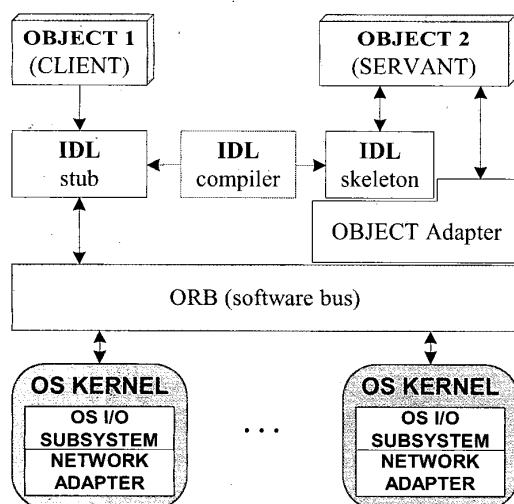 OBJECT 1
(CLIENT)
OBJECT 2
(SERVANT)
IDL
stub
IDL
compiler
IDL
skeleton
OBJECT Adapter
ORB (software bus)
OS KERNEL
OS I/O
SUBSYSTEM
NETWORK
ADAPTER
. . .
OS KERNEL
OS I/O
SUBSYSTEM
NETWORK
ADAPTER